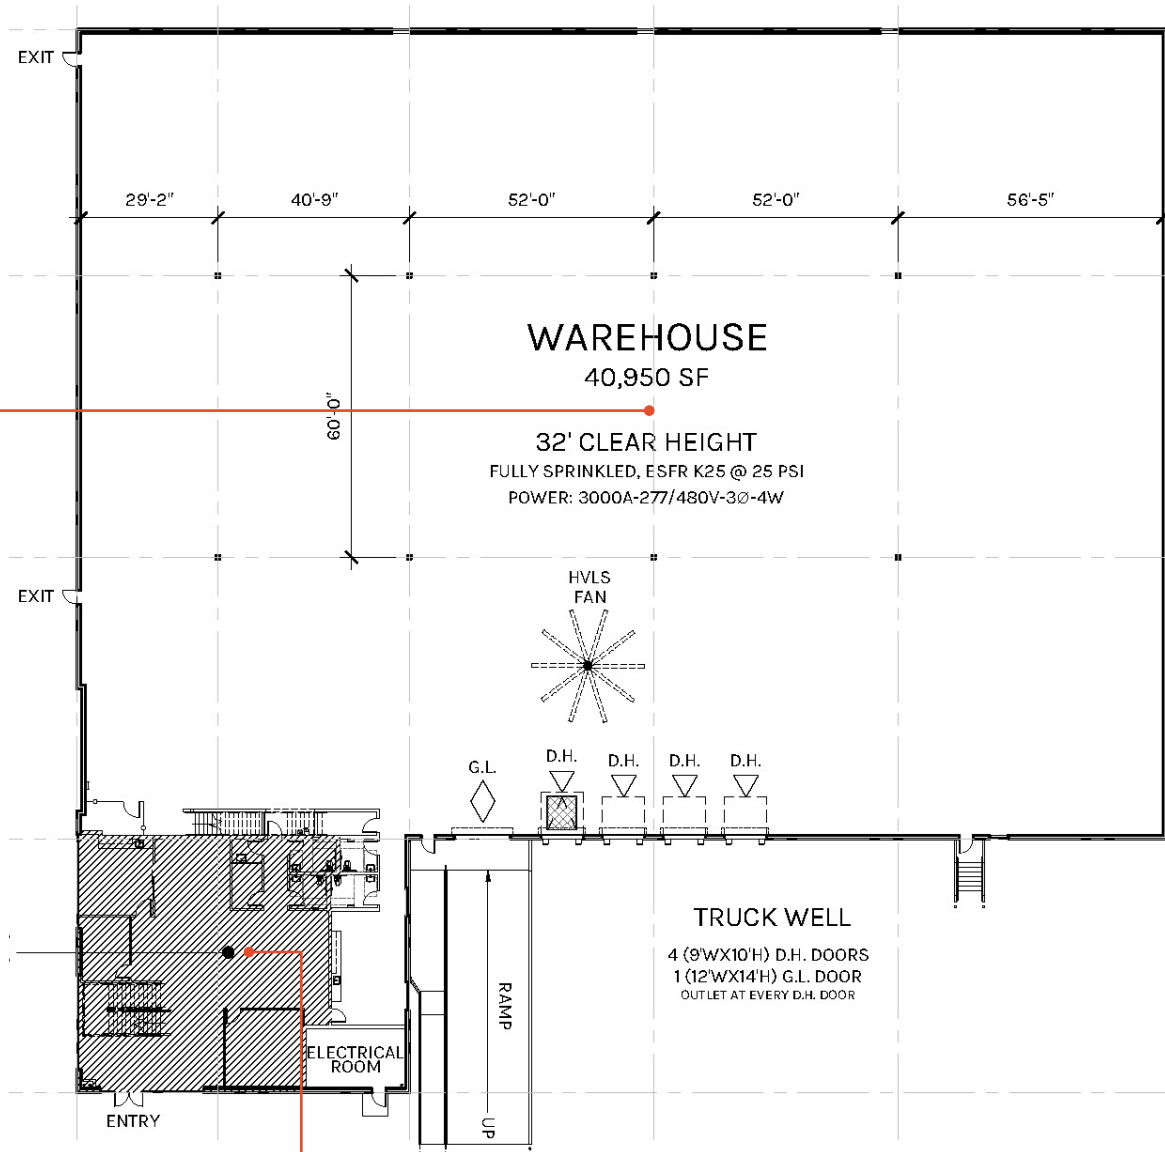 EXIT
29'-2"
40'-9"
52'-0"
52'-0"
56'-5"
WAREHOUSE
40,950 SF
60'-0"
32' CLEAR HEIGHT
FULLY SPRINKLED, ESFR K25 @ 25 PSI
POWER: 3000A-277/480V-3Ø-4W
EXIT
HVLS
FAN
G.L.
D.H.
D.H.
D.H.
D.H.
TRUCK WELL
4 (9'WX10'H) D.H. DOORS
1 (12'WX14'H) G.L. DOOR
OUTLET AT EVERY D.H. DOOR
RAMP
UP
ELECTRICAL
ROOM
ENTRY